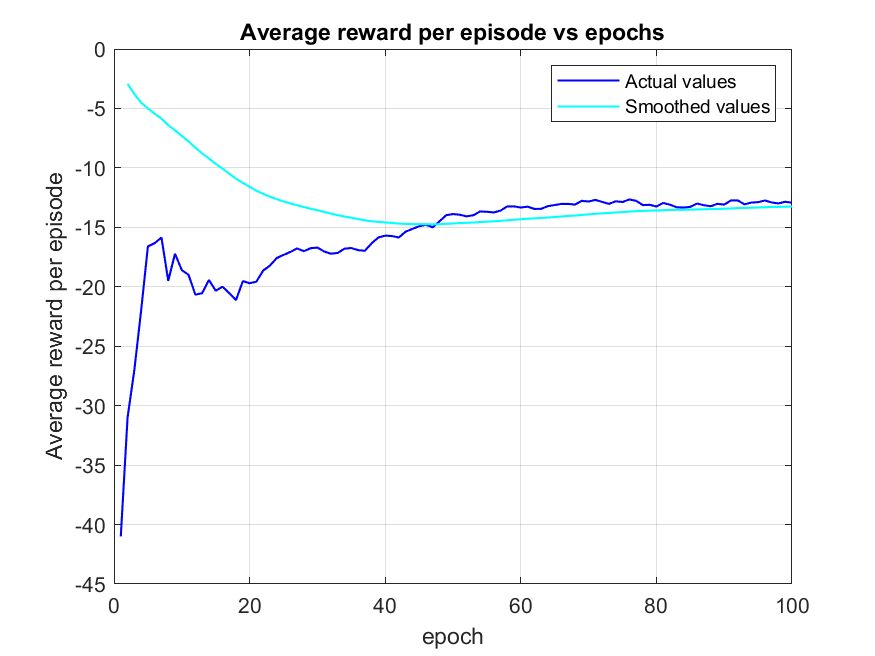 Average reward per episode vs epochs
Actual values
Smoothed values
Average reward per episode
0
-5
-10
-15
-20
-25
-30
-35
-40
-45
0 20 40 60 80 100
epoch